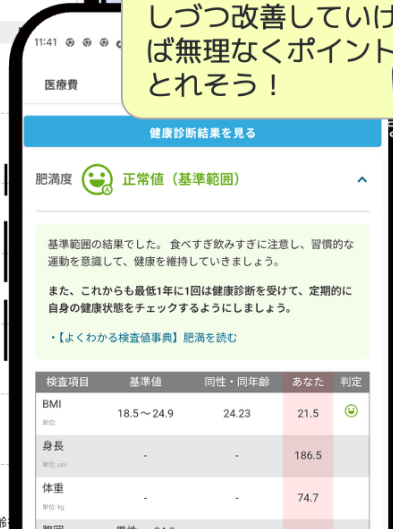 しづつ改善していけ
ば無理なくポイント
とれそう！
11:41
医療費
健康診断結果を見る
肥満度 正常値（基準範囲）
基準範囲の結果でした。 食べすぎ飲みすぎに注意し、習慣的な
運動を意識して、健康を維持していきましょう。
また、これからも最低1年に1回は健康診断を受けて、定期的に
自身の健康状態をチェックするようにしましょう。
・【よくわかる検査値事典】肥満を読む
検査項目 基準値 同性・同年齢 あなた 判定
BMI
単位: 18.5～24.9 24.23 21.5
身長
単位: cm - - 186.5
体重
単位: kg - - 74.7